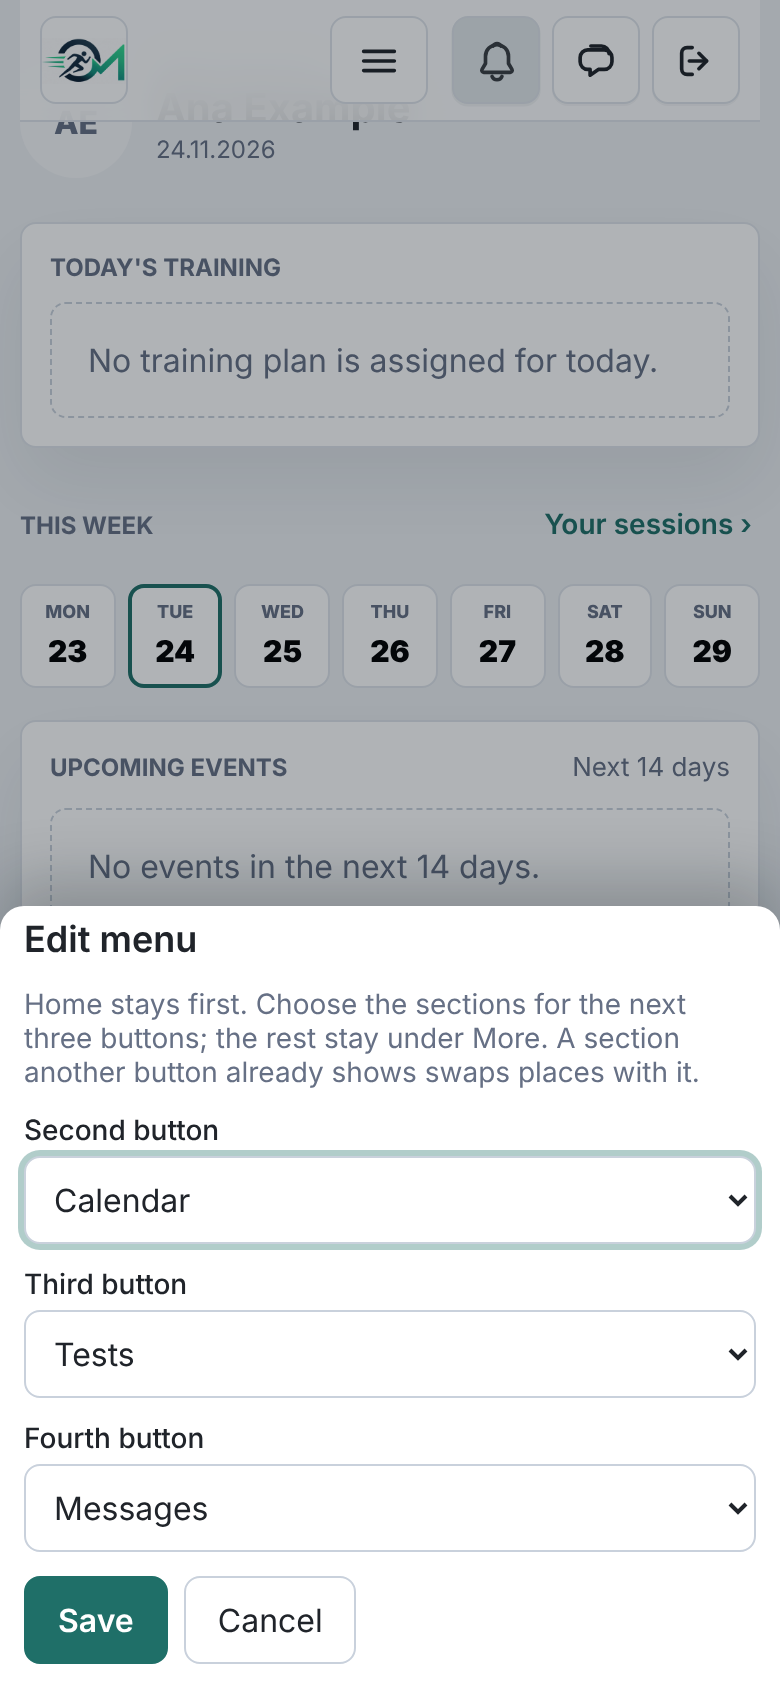 Ana Example
AE
24.11.2026
TODAY'S TRAINING
No training plan is assigned for today.
THIS WEEK
Your sessions ›
MON TUE WED THU FRI SAT SUN
23 24 25 26 27 28 29
UPCOMING EVENTS
Next 14 days
No events in the next 14 days.
Edit menu
Home stays first. Choose the sections for the next
three buttons; the rest stay under More. A section
another button already shows swaps places with it.
Second button
Calendar
Third button
Tests
Fourth button
Messages
Save
Cancel